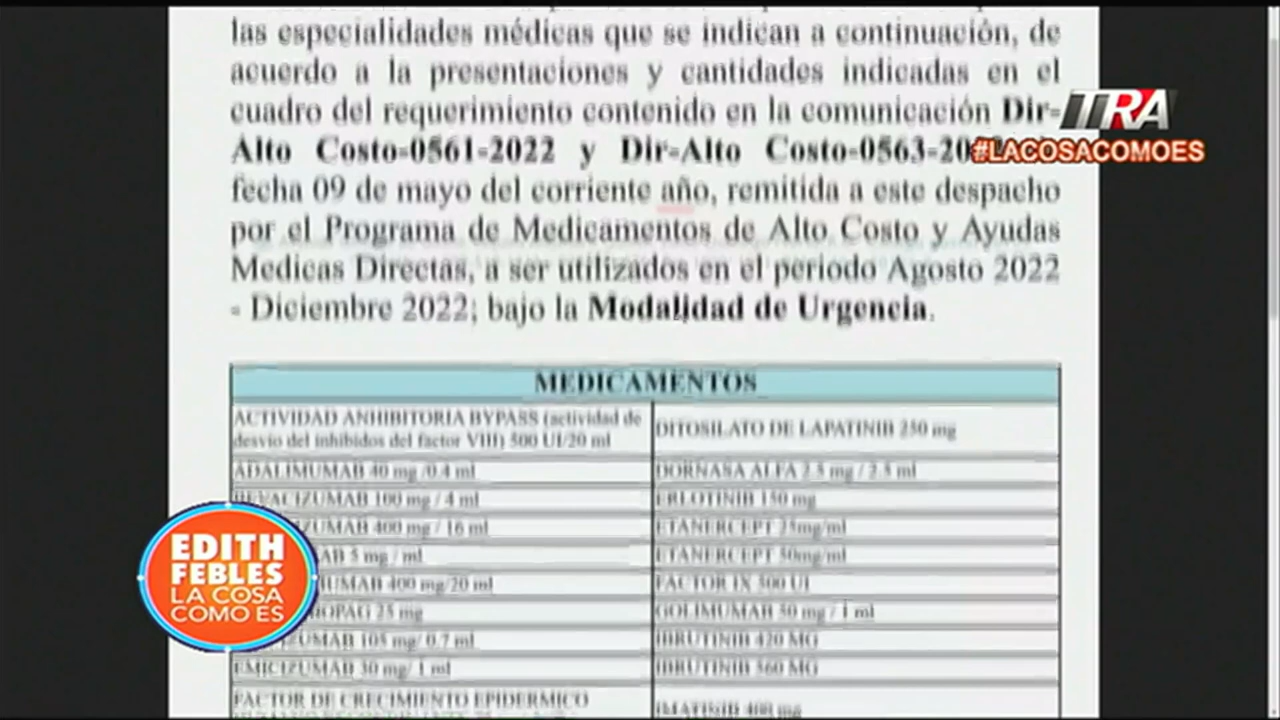 las especialidades médicas que se indican a continuación, de
acuerdo a la presentaciones y cantidades indicadas en el
cuadro del requerimiento contenido en la comunicación Dir-
Alto Costo-0561-2022 y Dir-Alto Costo-0563-20
fecha 09 de mayo del corriente año, remitida a este despacho
por el Programa de Medicamentos de Alto Costo y Ayudas
Medicas Directas, a ser utilizados en el periodo Agosto 2022
- Diciembre 2022; bajo la Modalidad de Urgencia.
TRA
#LACOSACOMOES
MEDICAMENTOS
ACTIVIDAD ANHIBITORIA BYPASS (actividad de
desvio del inhibidos del factor VIII) 500 UI/20 ml
DITOSILATO DE LAPATINIB 250 mg
ADALIMUMAB 40 mg /0.4 ml
DORNASA ALFA 2.5 mg / 2.5 ml
BEVACIZUMAB 100 mg / 4 ml
ERLOTINIB 150 mg
ZUMAB 400 mg / 16 ml
ETANERCEPT 25mg/ml
AB 5 mg / ml
ETANERCEPT 50mg/ml
UMAB 400 mg/20 ml
FACTOR IX 500 UI
OPAG 25 mg
GOLIMUMAB 50 mg / 1 ml
IZUMAB 105 mg/ 0.7 ml
IBRUTINIB 420 MG
EMICIZUMAB 30 mg/ 1 ml
IBRUTINIB 560 MG
FACTOR DE CRECIMIENTO EPIDERMICO
IMATINIB 400 mg
EDITH
FEBLES
LA COSA
COMO ES